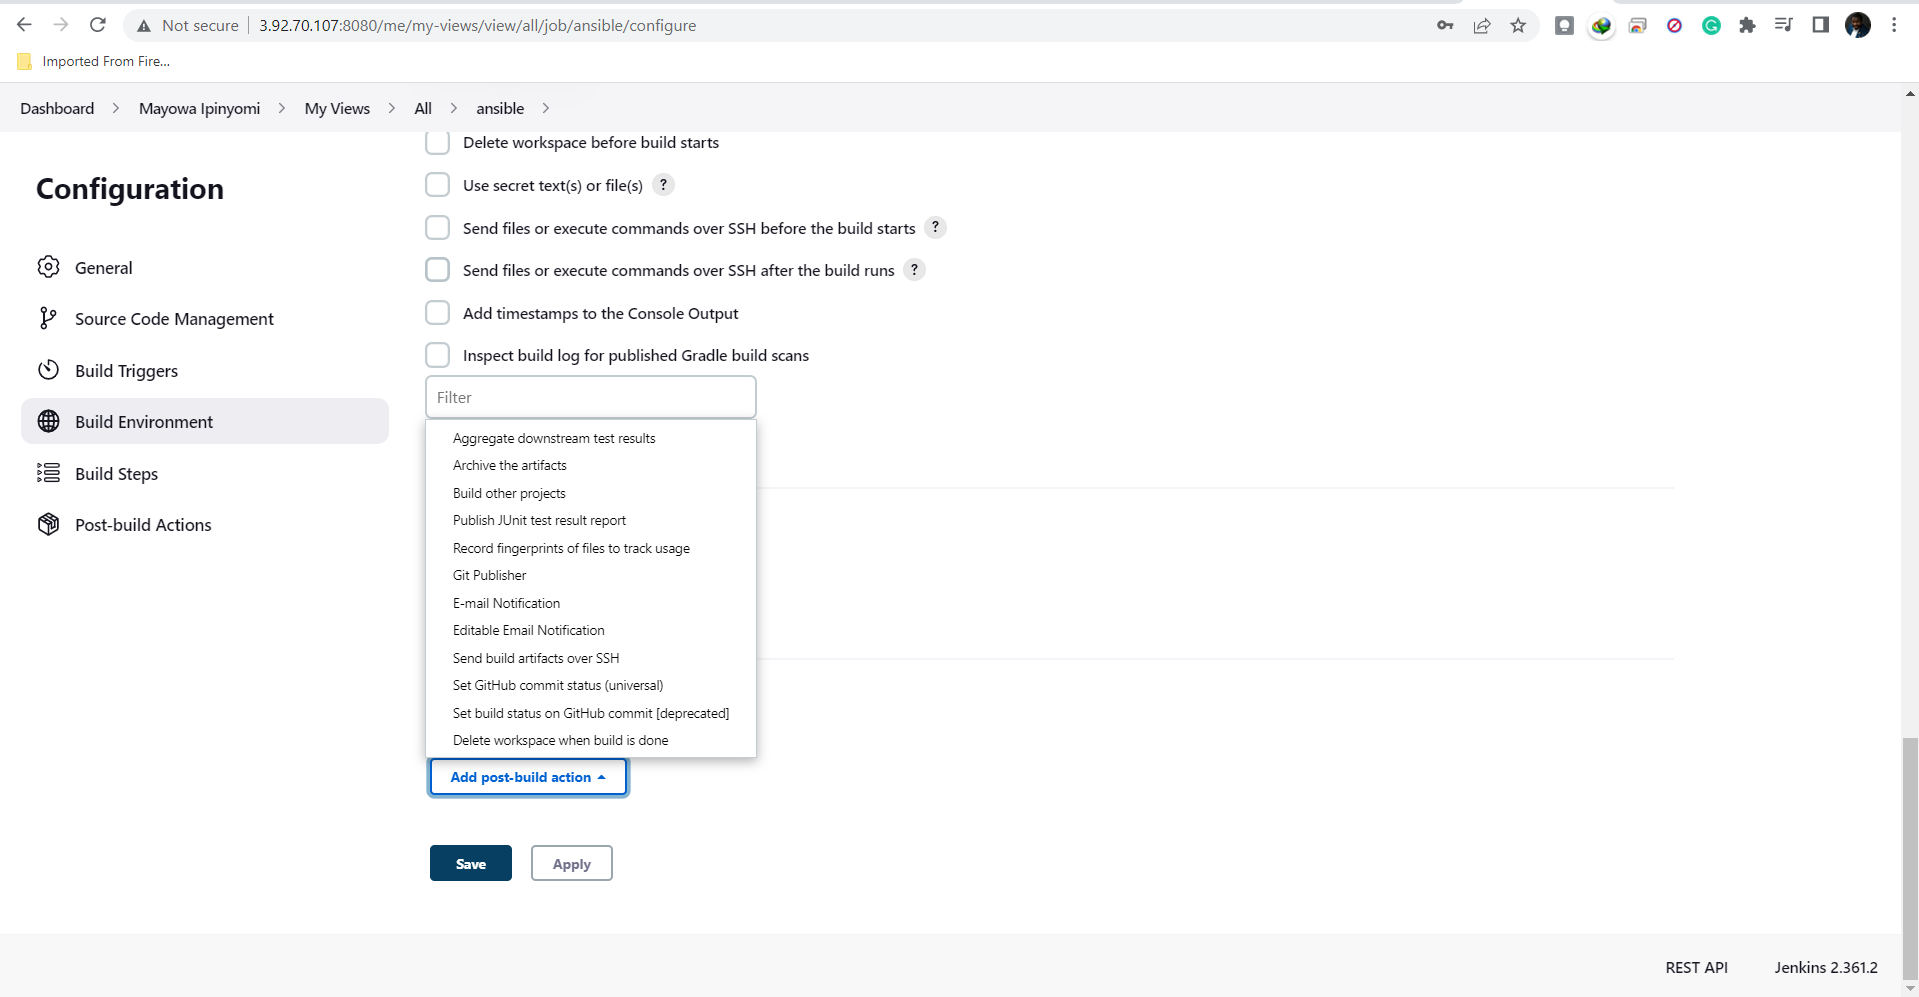 Not secure 3.92.70.107:8080/me/my-views/view/all/job/ansible/configure
Imported From Fire...
Dashboard Mayowa Ipinyomi My Views All ansible
Configuration
General
Source Code Management
Build Triggers
Build Environment
Build Steps
Post-build Actions
Delete workspace before build starts
Use secret text(s) or file(s) ?
Send files or execute commands over SSH before the build starts ?
Send files or execute commands over SSH after the build runs ?
Add timestamps to the Console Output
Inspect build log for published Gradle build scans
Filter
Aggregate downstream test results
Archive the artifacts
Build other projects
Publish JUnit test result report
Record fingerprints of files to track usage
Git Publisher
E-mail Notification
Editable Email Notification
Send build artifacts over SSH
Set GitHub commit status (universal)
Set build status on GitHub commit [deprecated]
Delete workspace when build is done
Add post-build action
Save Apply
REST API Jenkins 2.361.2